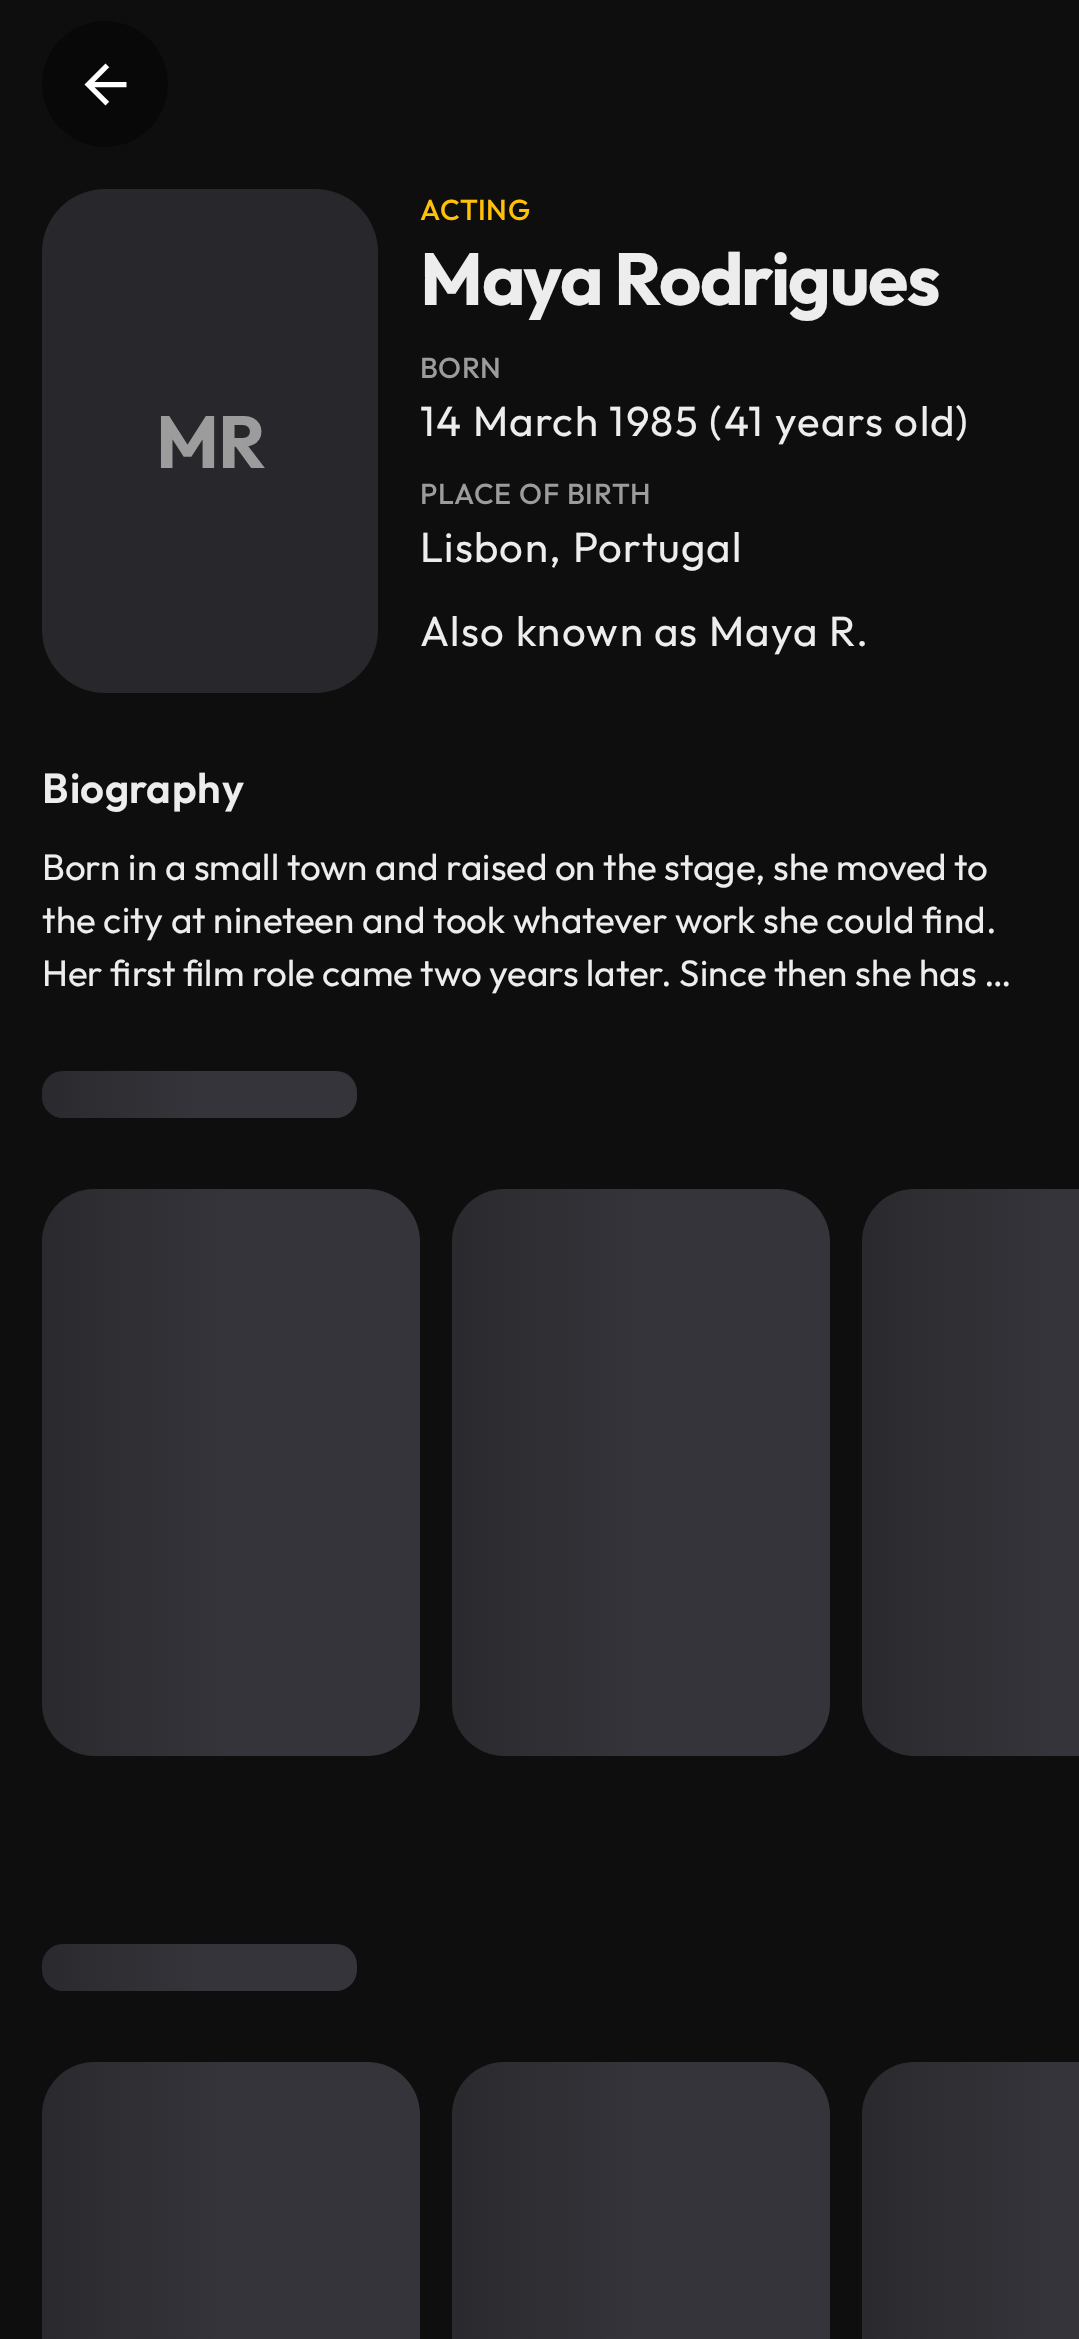 ACTING
Maya Rodrigues
BORN
14 March 1985 (41 years old)
PLACE OF BIRTH
Lisbon, Portugal
Also known as Maya R.
MR
Biography
Born in a small town and raised on the stage, she moved to
the city at nineteen and took whatever work she could find.
Her first film role came two years later. Since then she has ...